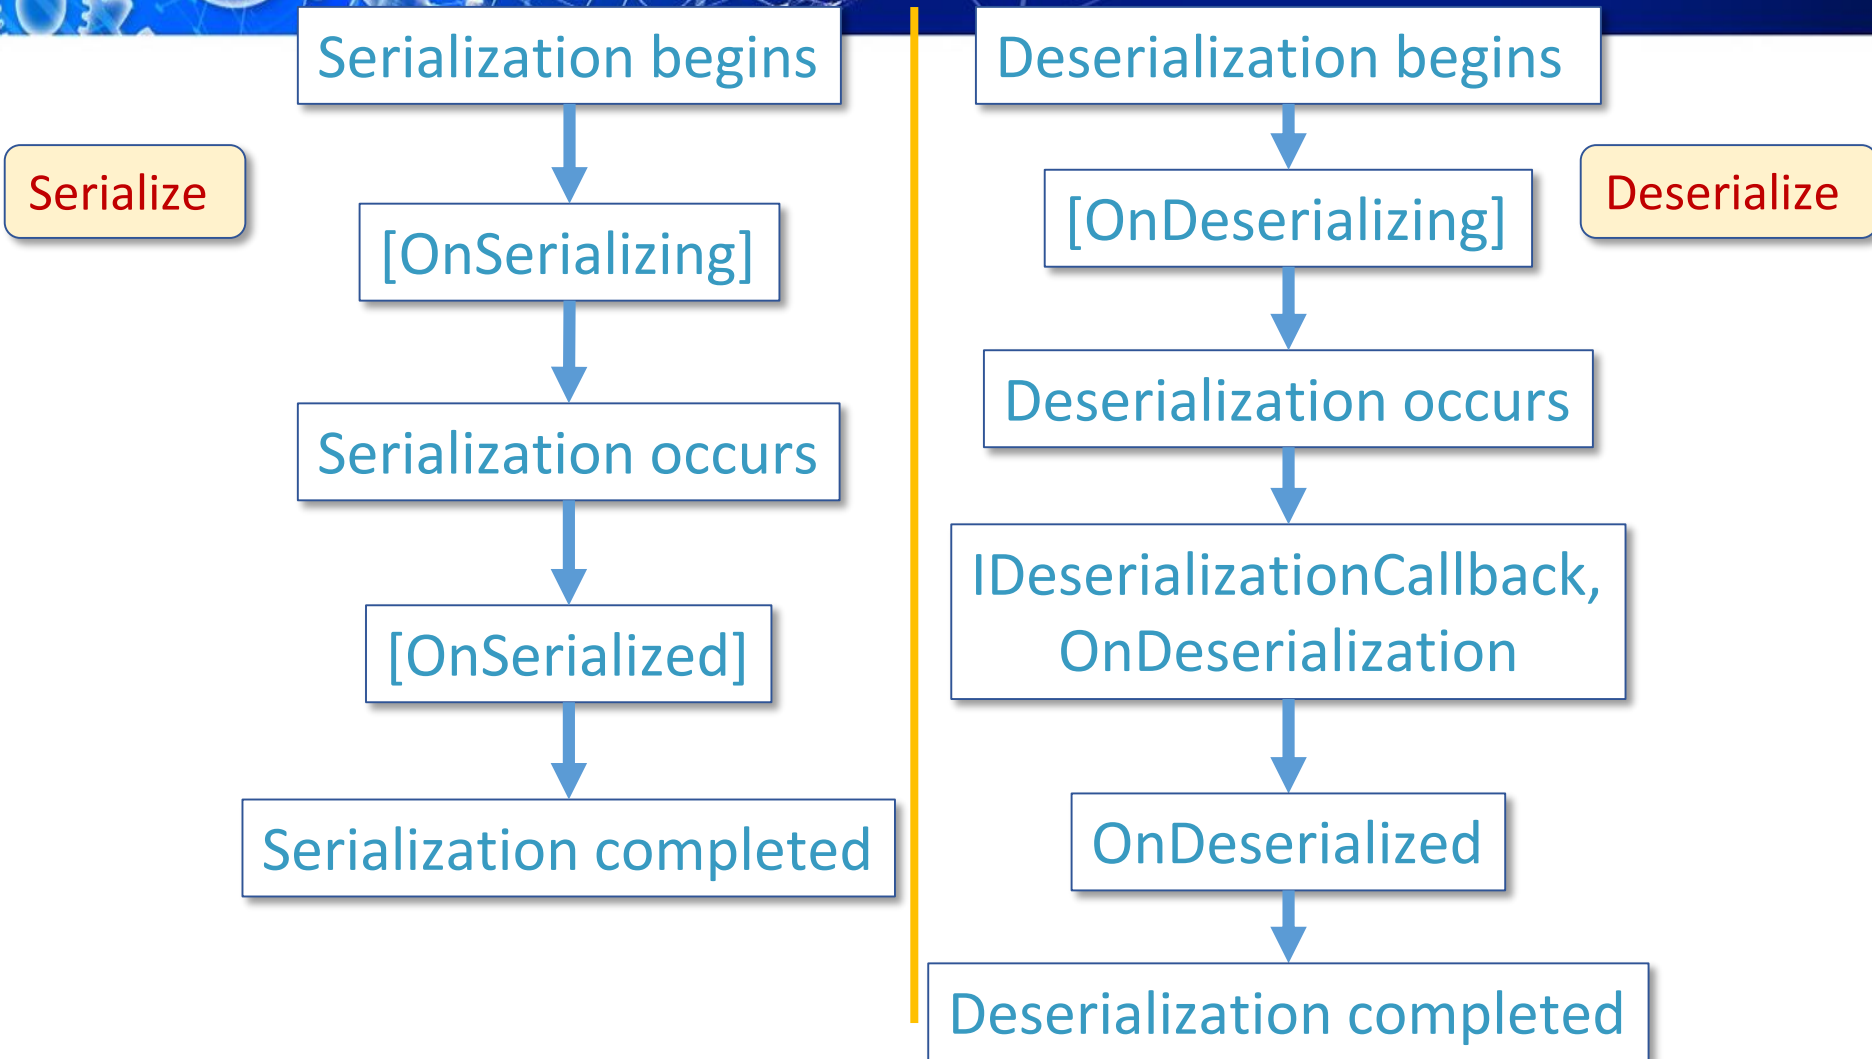 Serialize
Serialization begins
[OnSerializing]
Serialization occurs
[OnSerialized]
Serialization completed
Deserialize
Deserialization begins
[OnDeserializing]
Deserialization occurs
IDeserializationCallback,
OnDeserialization
OnDeserialized
Deserialization completed